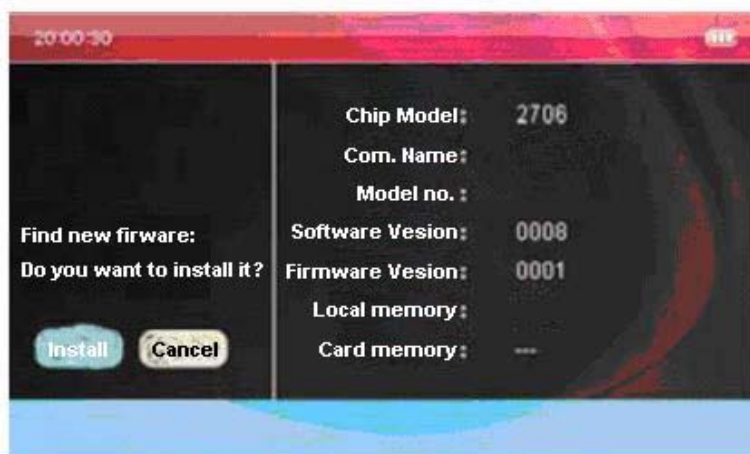 20:00:30
Find new firware:
Do you want to install it?
Install
Cancel
Chip Model: 2706
Com. Name:
Model no. :
Software Vesion: 0008
Firmware Vesion: 0001
Local memory:
Card memory: ---